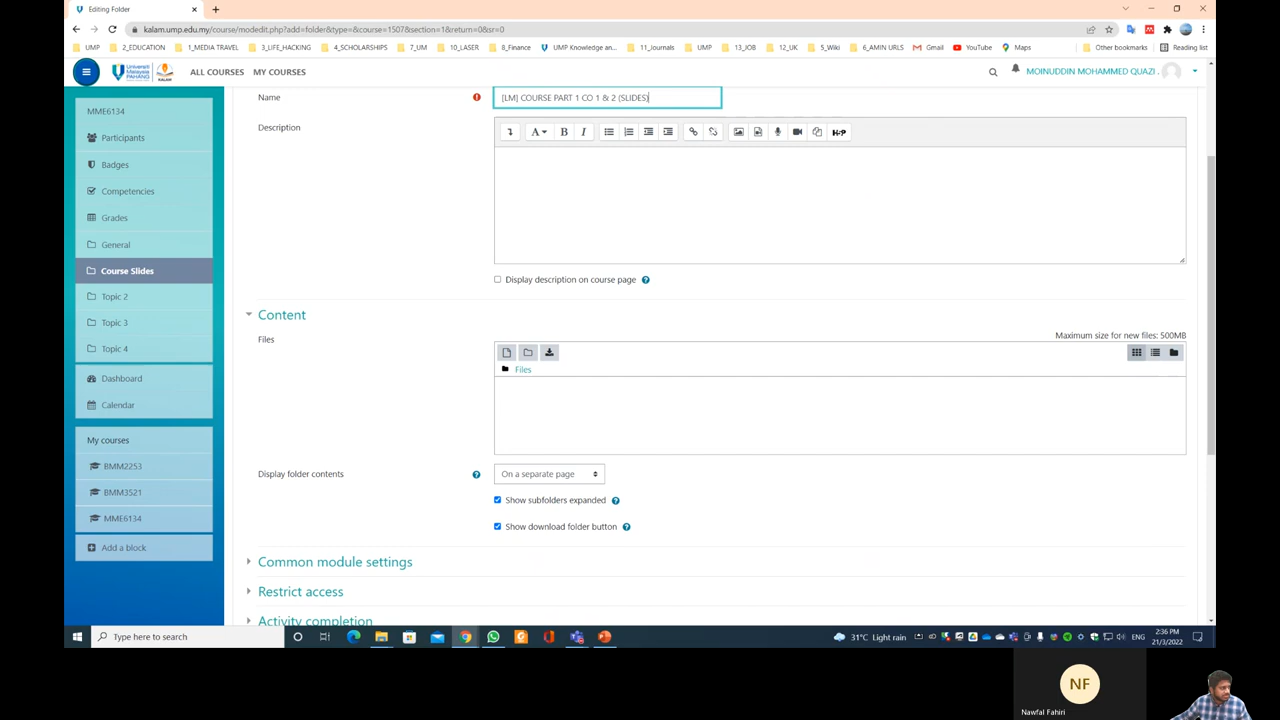 Editing Folder
kalam.ump.edu.my/course/modedit.php?add=folder&type=&course=1507&section=1&return=0&sr=0
UMP 2_EDUCATION 1_MEDIA TRAVEL 3_LIFE_HACKING 4_SCHOLARSHIPS 7_UM 10_LASER 8_Finance UMP Knowledge an... 11_Journals UMP 13_JOB 12_UK 5_Wiki 6_AMIN URLS Gmail YouTube Maps Other bookmarks Reading list
Universiti Malaysia PAHANG KALAM ALL COURSES MY COURSES MOINUDDIN MOHAMMED QUAZI .
Name [LM] COURSE PART 1 CO 1 & 2 (SLIDES)
MME6134
Description
Participants
Badges
Competencies
Grades
General
Course Slides
Display description on course page
Topic 2
Content
Topic 3
Maximum size for new files: 500MB
Files
Topic 4
Files
Dashboard
Calendar
My courses
BMM2253
Display folder contents On a separate page
BMM3521
Show subfolders expanded
MME6134
Show download folder button
Add a block
Common module settings
Restrict access
Activity completion
Type here to search 31°C Light rain ENG 2:36 PM
21/3/2022
NF
Nawfal Fahiri